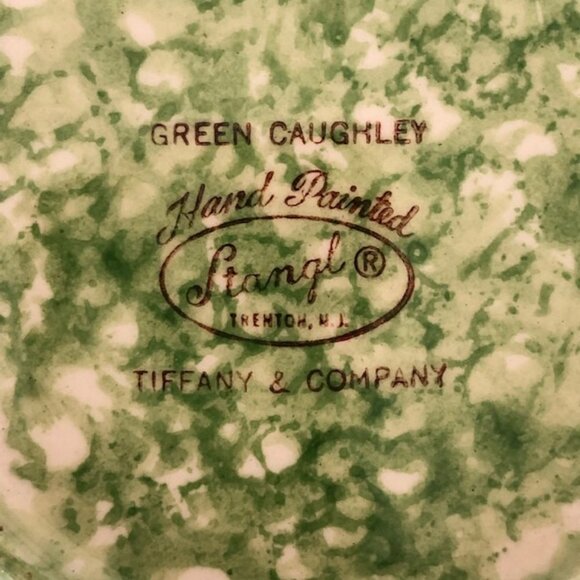 GREEN CAUGHLEY
Hand Painted
Stangl ®
TRENTON, N.J.
TIFFANY & COMPANY